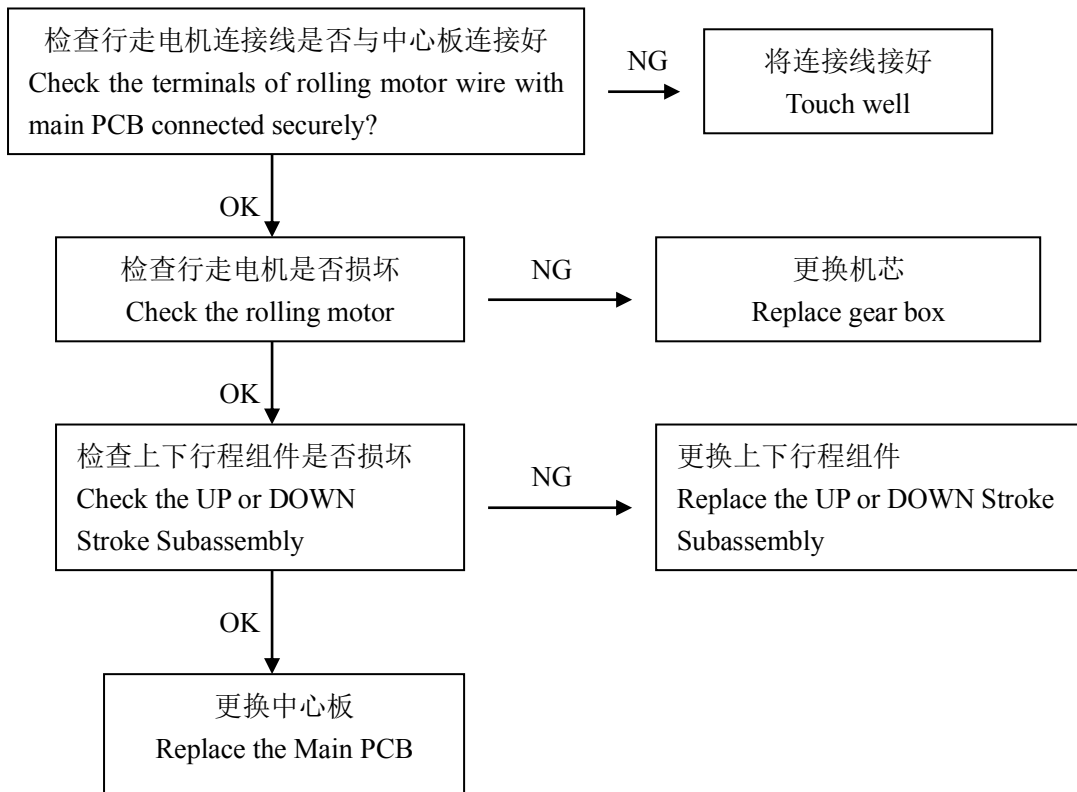 检查行走电机连接线是否与中心板连接好
Check the terminals of rolling motor wire with
main PCB connected securely?
NG
将连接线接好
Touch well
OK
检查行走电机是否损坏
Check the rolling motor
NG
更换机芯
Replace gear box
OK
检查上下行程组件是否损坏
Check the UP or DOWN
Stroke Subassembly
NG
更换上下行程组件
Replace the UP or DOWN Stroke
Subassembly
OK
更换中心板
Replace the Main PCB